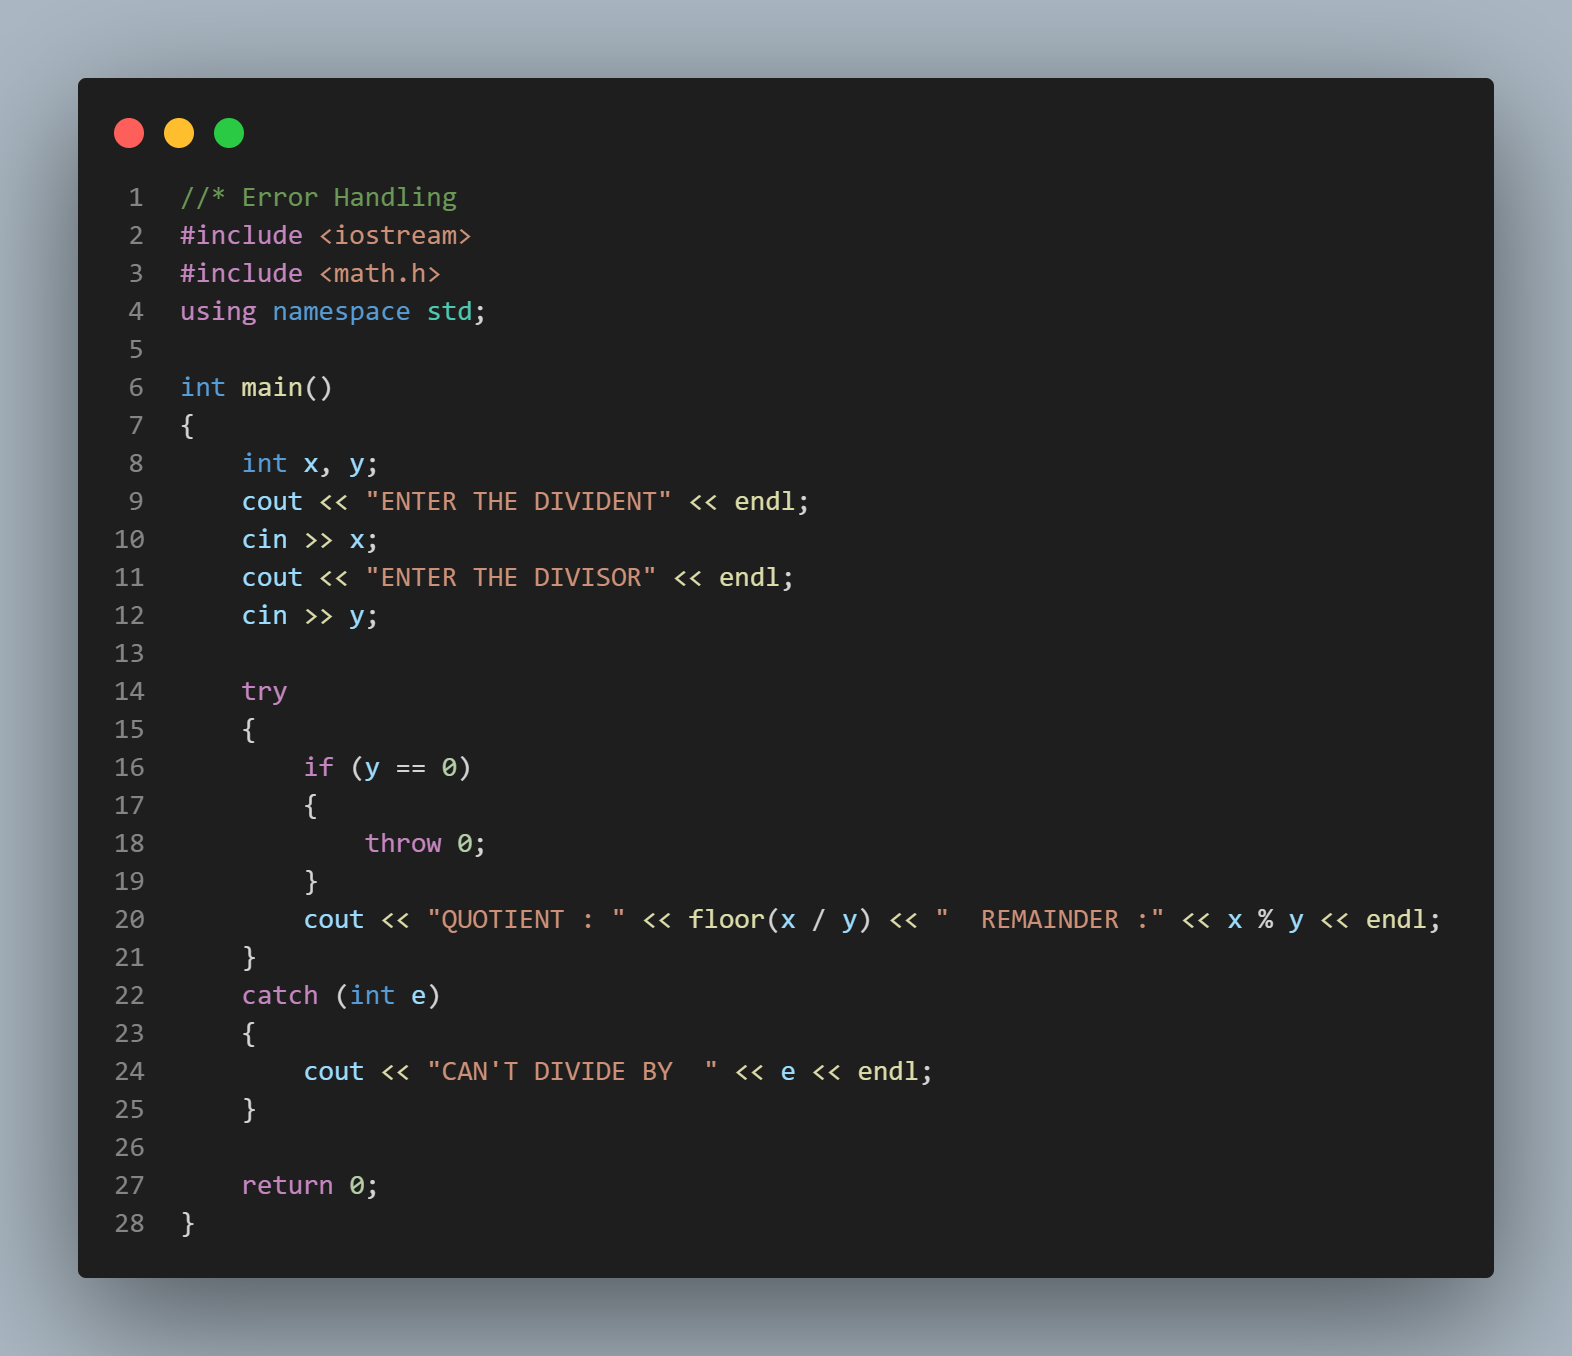 1 //* Error Handling
2 #include <iostream>
3 #include <math.h>
4 using namespace std;
5
6 int main()
7 {
8     int x, y;
9     cout << "ENTER THE DIVIDENT" << endl;
10     cin >> x;
11     cout << "ENTER THE DIVISOR" << endl;
12     cin >> y;
13
14     try
15     {
16         if (y == 0)
17         {
18             throw 0;
19         }
20         cout << "QUOTIENT : " << floor(x / y) << "  REMAINDER :" << x % y << endl;
21     }
22     catch (int e)
23     {
24         cout << "CAN'T DIVIDE BY  " << e << endl;
25     }
26
27     return 0;
28 }